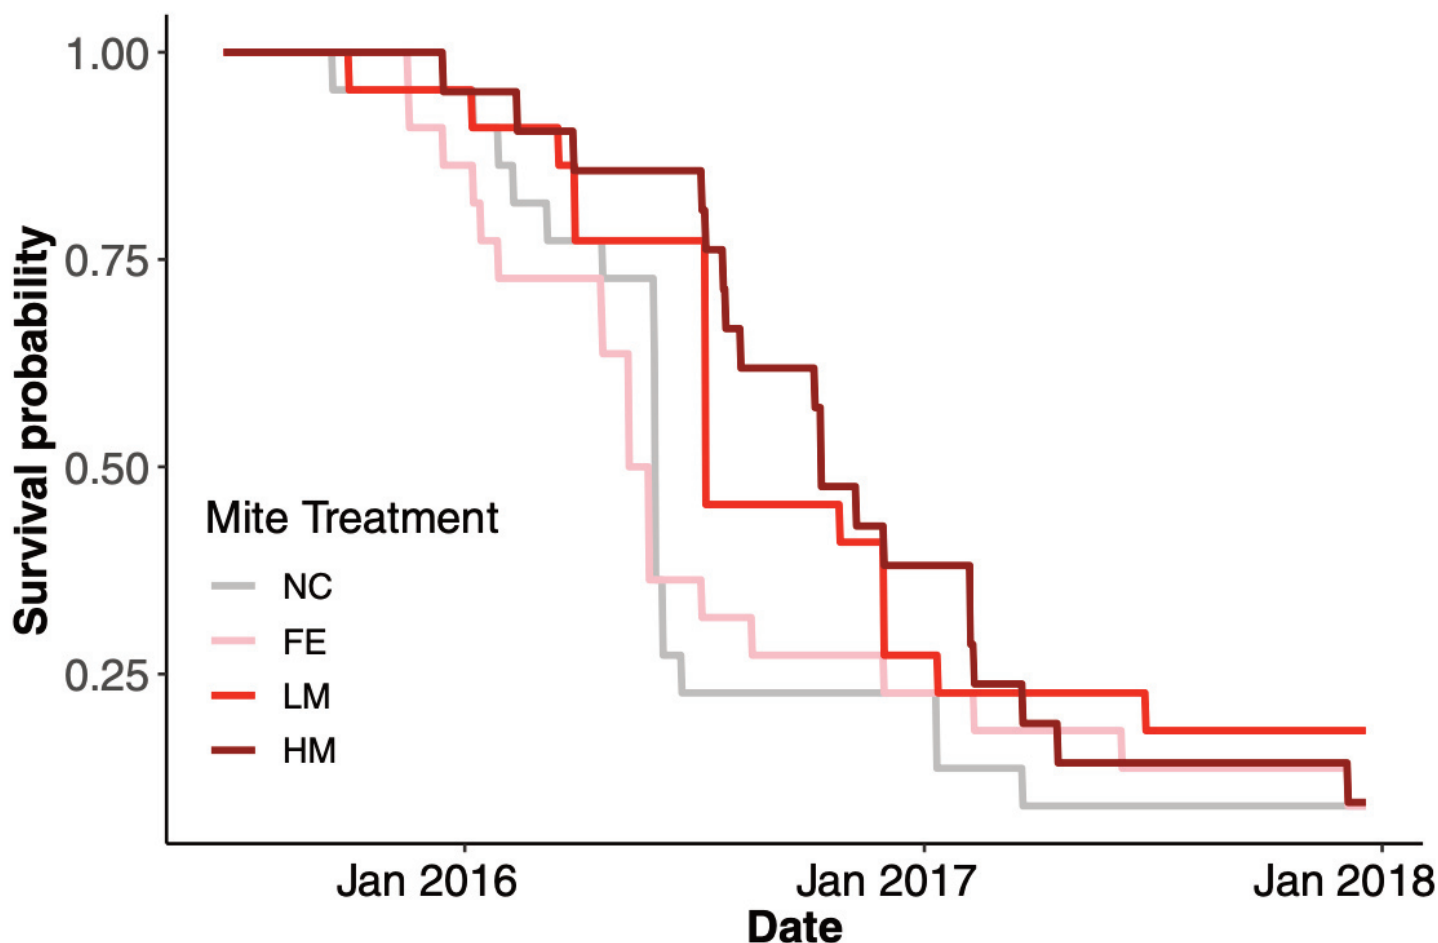 1.00
0.75
0.50
0.25
Survival probability
Mite Treatment
NC
FE
LM
HM
Jan 2016
Jan 2017
Jan 2018
Date